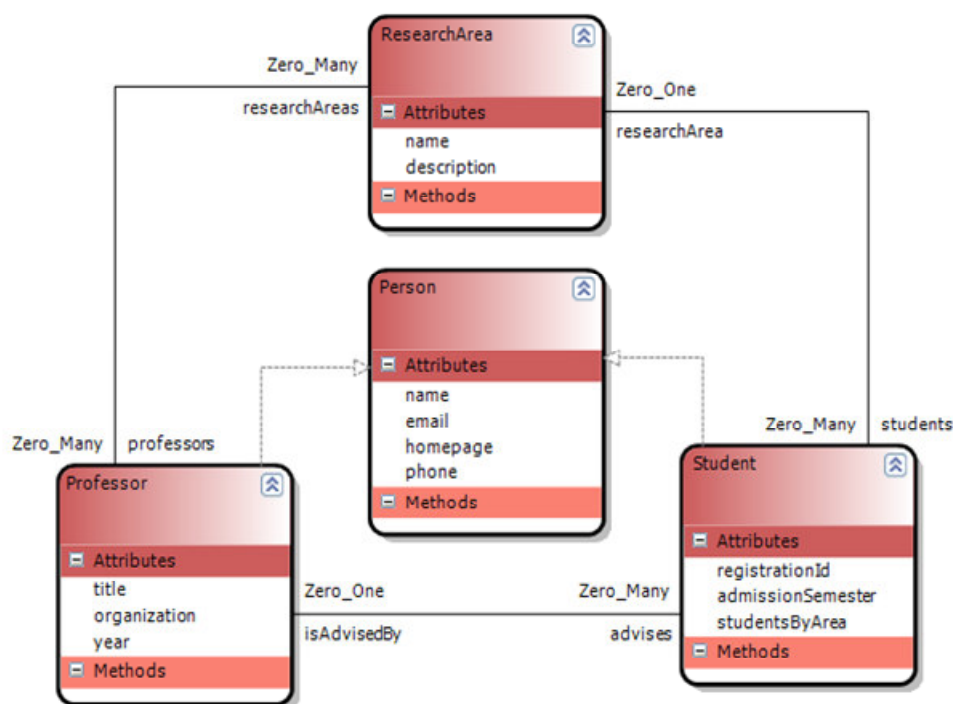 ResearchArea
Zero_Many
researchAreas
Attributes
name
description
Methods
Zero_One
researchArea
Person
Attributes
name
email
homepage
phone
Methods
Zero_Many
professors
Zero_Many
students
Professor
Attributes
title
organization
year
Methods
Zero_One
isAdvisedBy
Zero_Many
advises
Student
Attributes
registrationId
admissionSemester
studentsByArea
Methods